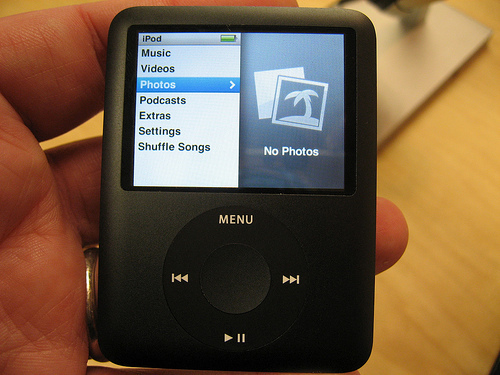 iPod
Music
Videos
Photos
Podcasts
Extras
Settings
Shuffle Songs
No Photos
MENU